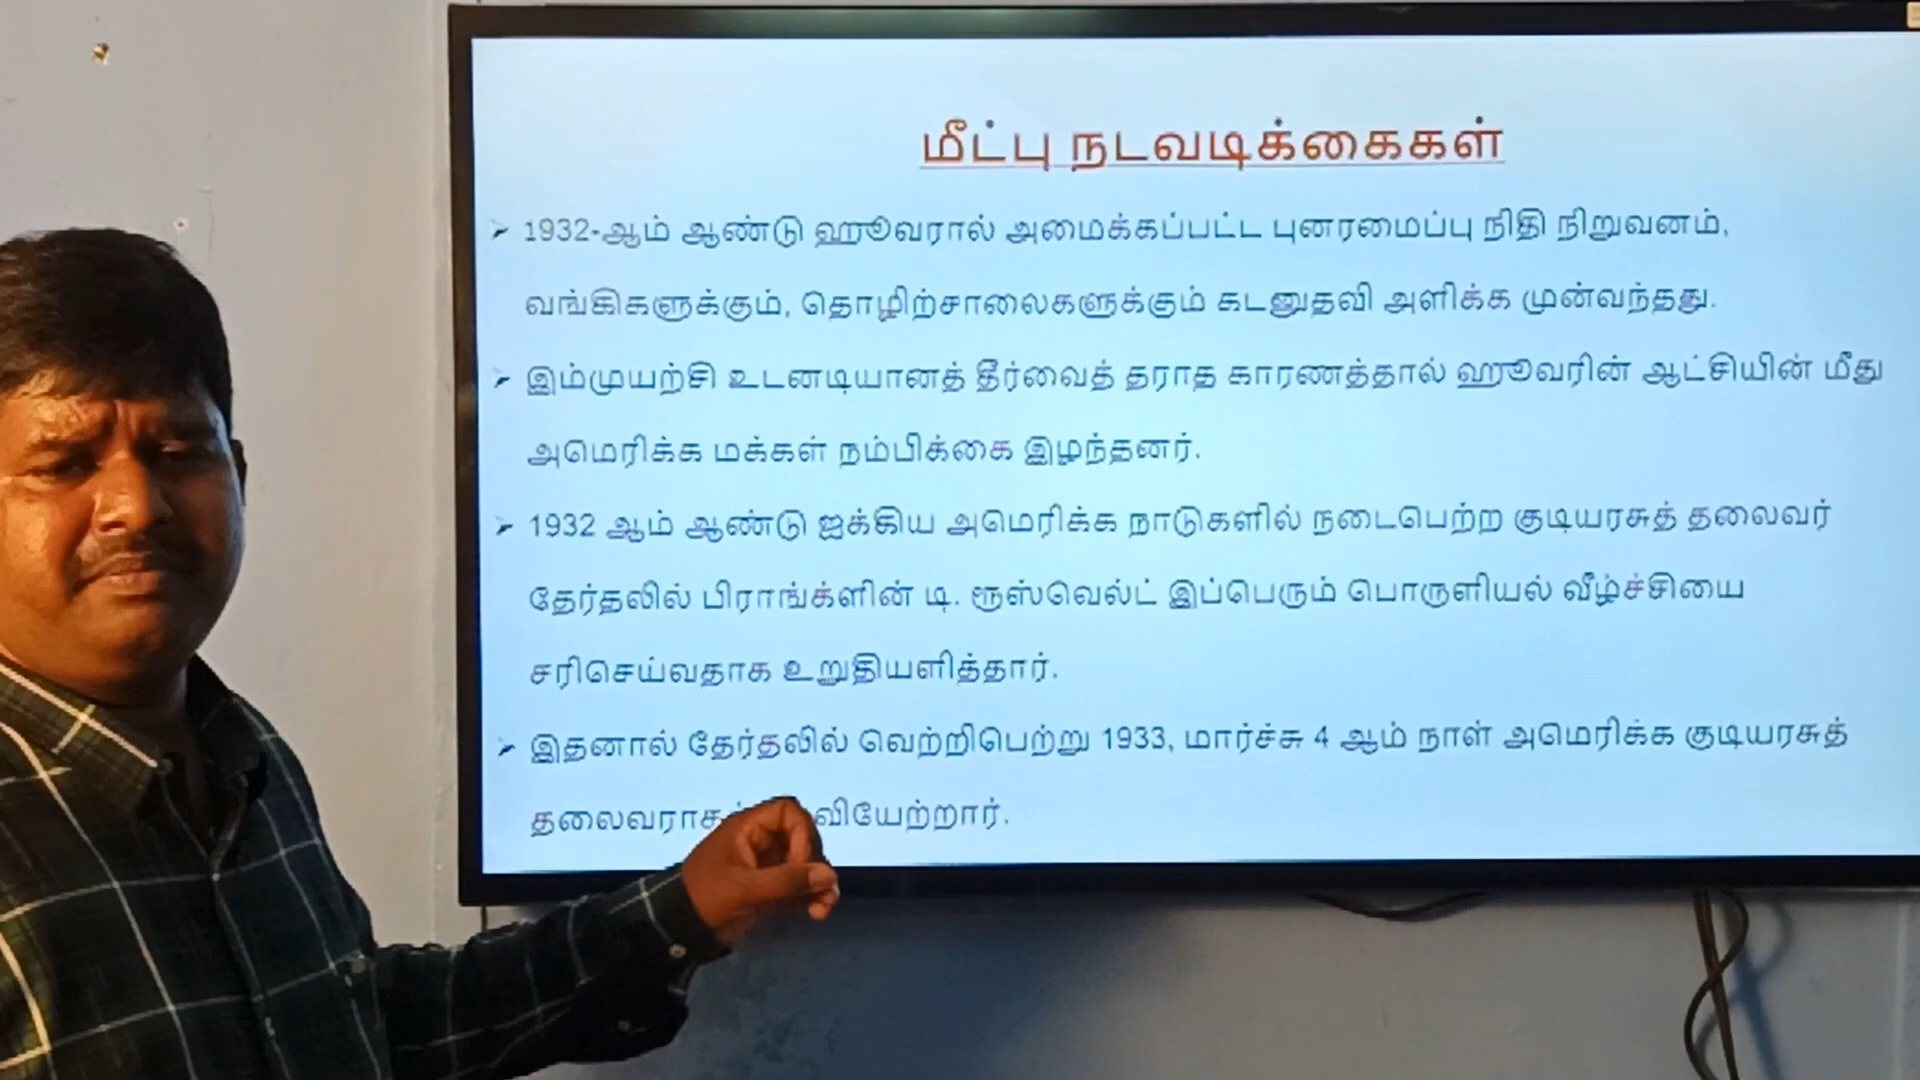 மீட்பு நடவடிக்கைகள்
1932-ஆம் ஆண்டு ஹூவரால் அமைக்கப்பட்ட புனரமைப்பு நிதி நிறுவனம்,
வங்கிகளுக்கும், தொழிற்சாலைகளுக்கும் கடனுதவி அளிக்க முன்வந்தது.
இம்முயற்சி உடனடியானத் தீர்வைத் தராத காரணத்தால் ஹூவரின் ஆட்சியின் மீது
அமெரிக்க மக்கள் நம்பிக்கை இழந்தனர்.
1932 ஆம் ஆண்டு ஐக்கிய அமெரிக்க நாடுகளில் நடைபெற்ற குடியரசுத் தலைவர்
தேர்தலில் பிராங்க்ளின் டி. ரூஸ்வெல்ட் இப்பெரும் பொருளியல் வீழ்ச்சியை
சரிசெய்வதாக உறுதியளித்தார்.
இதனால் தேர்தலில் வெற்றிபெற்று 1933, மார்ச்சு 4 ஆம் நாள் அமெரிக்க குடியரசுத்